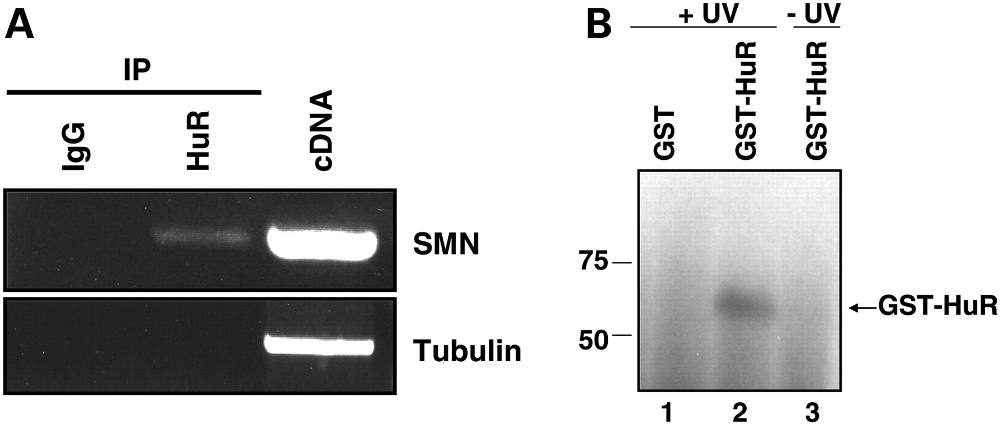 A
IP
IgG
HuR
cDNA
SMN
Tubulin
B
+ UV
- UV
GST
GST-HuR
GST-HuR
75
50
GST-HuR
1 2 3